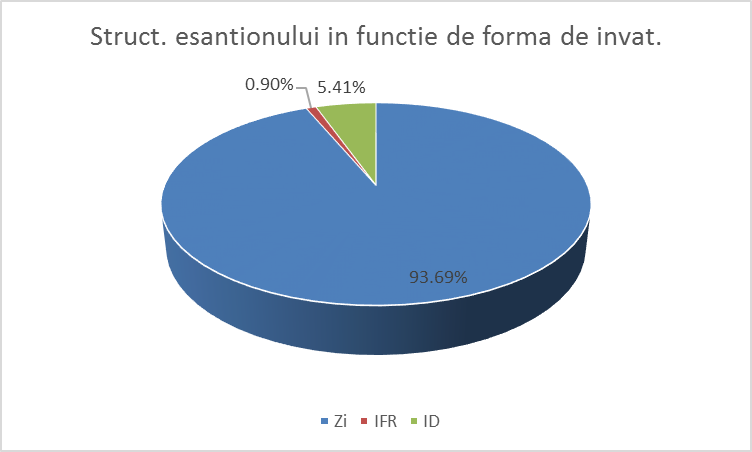 Struct. esantionului in functie de forma de invat.
0.90%
5.41%
93.69%
Zi IFR ID